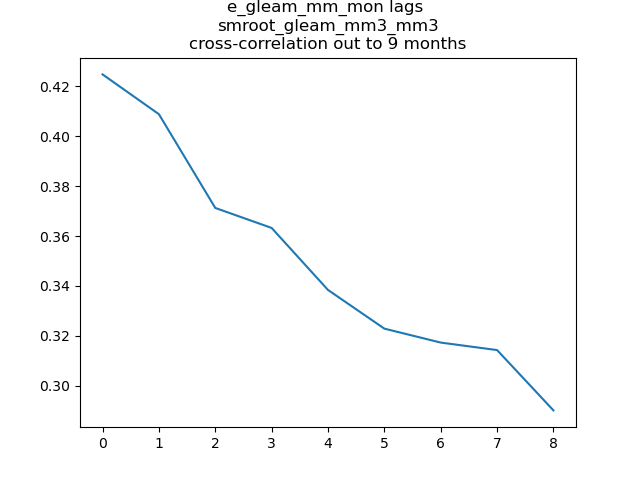 e_gleam_mm_mon lags
smroot_gleam_mm3_mm3
cross-correlation out to 9 months
0.42
0.40
0.38
0.36
0.34
0.32
0.30
0 1 2 3 4 5 6 7 8